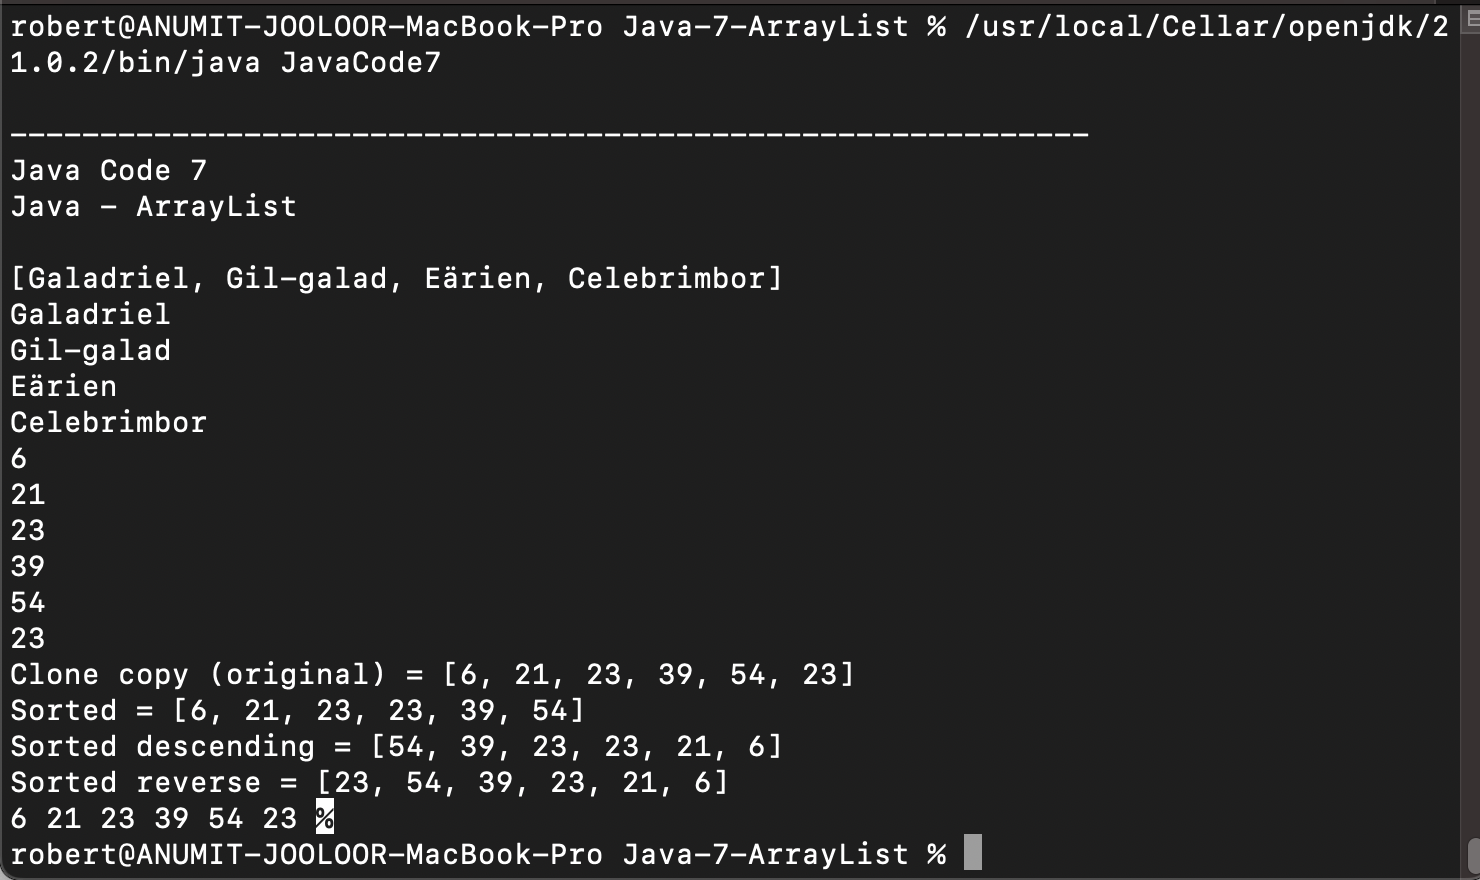 robert@ANUMIT-JOOLOOR-MacBook-Pro Java-7-ArrayList % /usr/local/Cellar/openjdk/2
1.0.2/bin/java JavaCode7
------------------------------------------------------------
Java Code 7
Java - ArrayList
[Galadriel, Gil-galad, Eärien, Celebrimbor]
Galadriel
Gil-galad
Eärien
Celebrimbor
6
21
23
39
54
23
Clone copy (original) = [6, 21, 23, 39, 54, 23]
Sorted = [6, 21, 23, 23, 39, 54]
Sorted descending = [54, 39, 23, 23, 21, 6]
Sorted reverse = [23, 54, 39, 23, 21, 6]
6 21 23 39 54 23 %
robert@ANUMIT-JOOLOOR-MacBook-Pro Java-7-ArrayList %